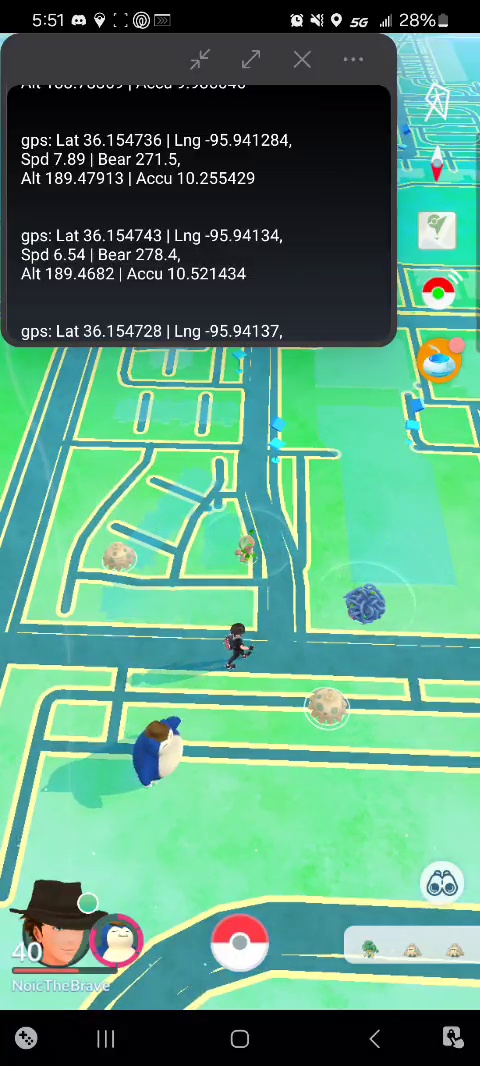 5:51
5G
28%
gps: Lat 36.154736 | Lng -95.941284,
Spd 7.89 | Bear 271.5,
Alt 189.47913 | Accu 10.255429
gps: Lat 36.154743 | Lng -95.94134,
Spd 6.54 | Bear 278.4,
Alt 189.4682 | Accu 10.521434
gps: Lat 36.154728 | Lng -95.94137,
40
NoicTheBrave